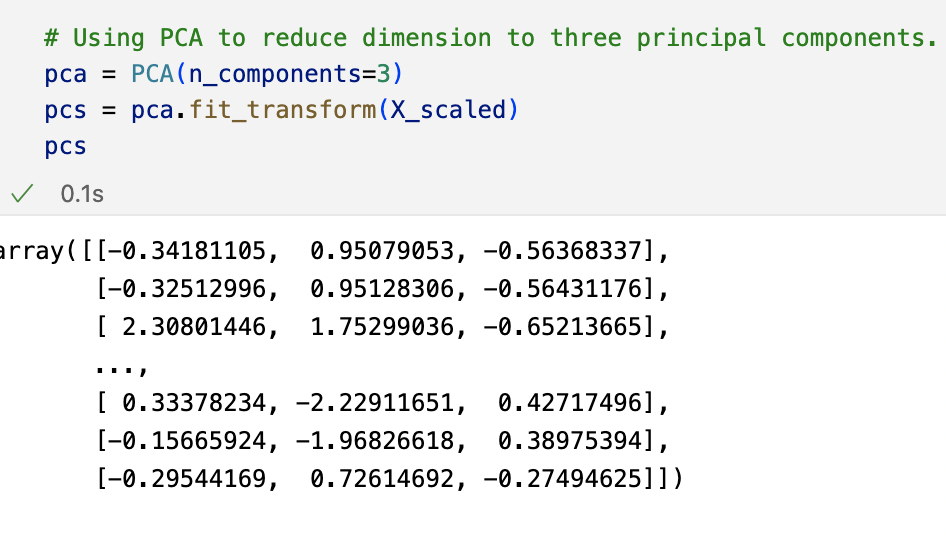 # Using PCA to reduce dimension to three principal components.
pca = PCA(n_components=3)
pcs = pca.fit_transform(X_scaled)
pcs
✓ 0.1s
array([[-0.34181105,  0.95079053, -0.56368337],
       [-0.32512996,  0.95128306, -0.56431176],
       [ 2.30801446,  1.75299036, -0.65213665],
       ...,
       [ 0.33378234, -2.22911651,  0.42717496],
       [-0.15665924, -1.96826618,  0.38975394],
       [-0.29544169,  0.72614692, -0.27494625]])